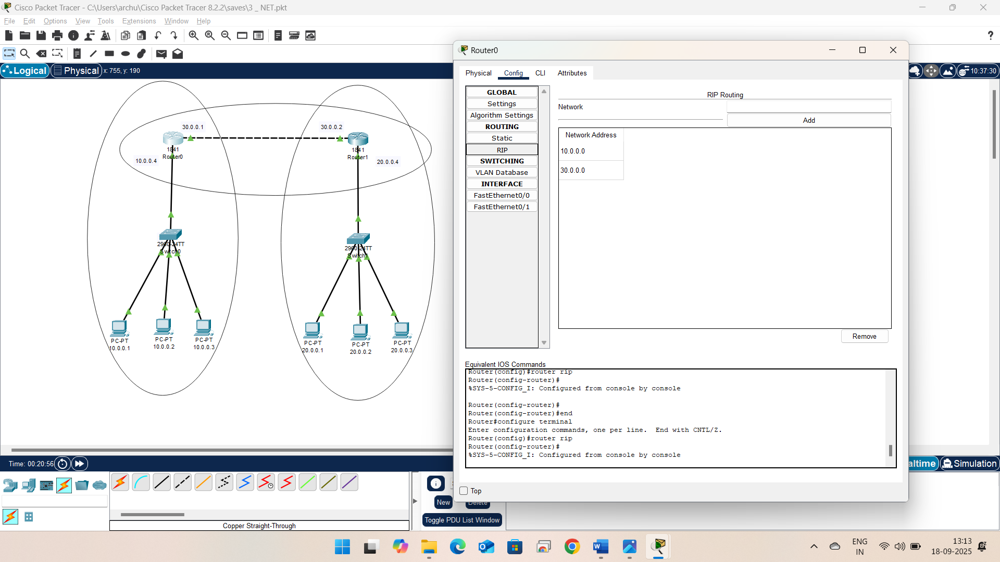 Cisco Packet Tracer - C:\Users\archu\Cisco Packet Tracer 8.2.2\saves\3 _ NET.pkt
File Edit Options View Tools Extensions Window Help
Logical Physical x: 755, y: 190
10:37:30
30.0.0.1
30.0.0.2
1841
Router0
1841
Router1
10.0.0.4
20.0.0.4
2960-24TT
Switch0
2960-24TT
Switch1
PC-PT
10.0.0.1
PC-PT
10.0.0.2
PC-PT
10.0.0.3
PC-PT
20.0.0.1
PC-PT
20.0.0.2
PC-PT
20.0.0.3
Router0
Physical Config CLI Attributes
GLOBAL
Settings
Algorithm Settings
ROUTING
Static
RIP
SWITCHING
VLAN Database
INTERFACE
FastEthernet0/0
FastEthernet0/1
RIP Routing
Network
Add
Network Address
10.0.0.0
30.0.0.0
Remove
Equivalent IOS Commands
Router(config)#router rip
Router(config-router)#
%SYS-5-CONFIG_I: Configured from console by console
Router(config-router)#
Router(config-router)#end
Router#configure terminal
Enter configuration commands, one per line.  End with CNTL/Z.
Router(config)#router rip
Router(config-router)#
%SYS-5-CONFIG_I: Configured from console by console
Top
Time: 00:20:56
altime Simulation
New
Delete
Toggle PDU List Window
Copper Straight-Through
ENG
IN
13:13
18-09-2025